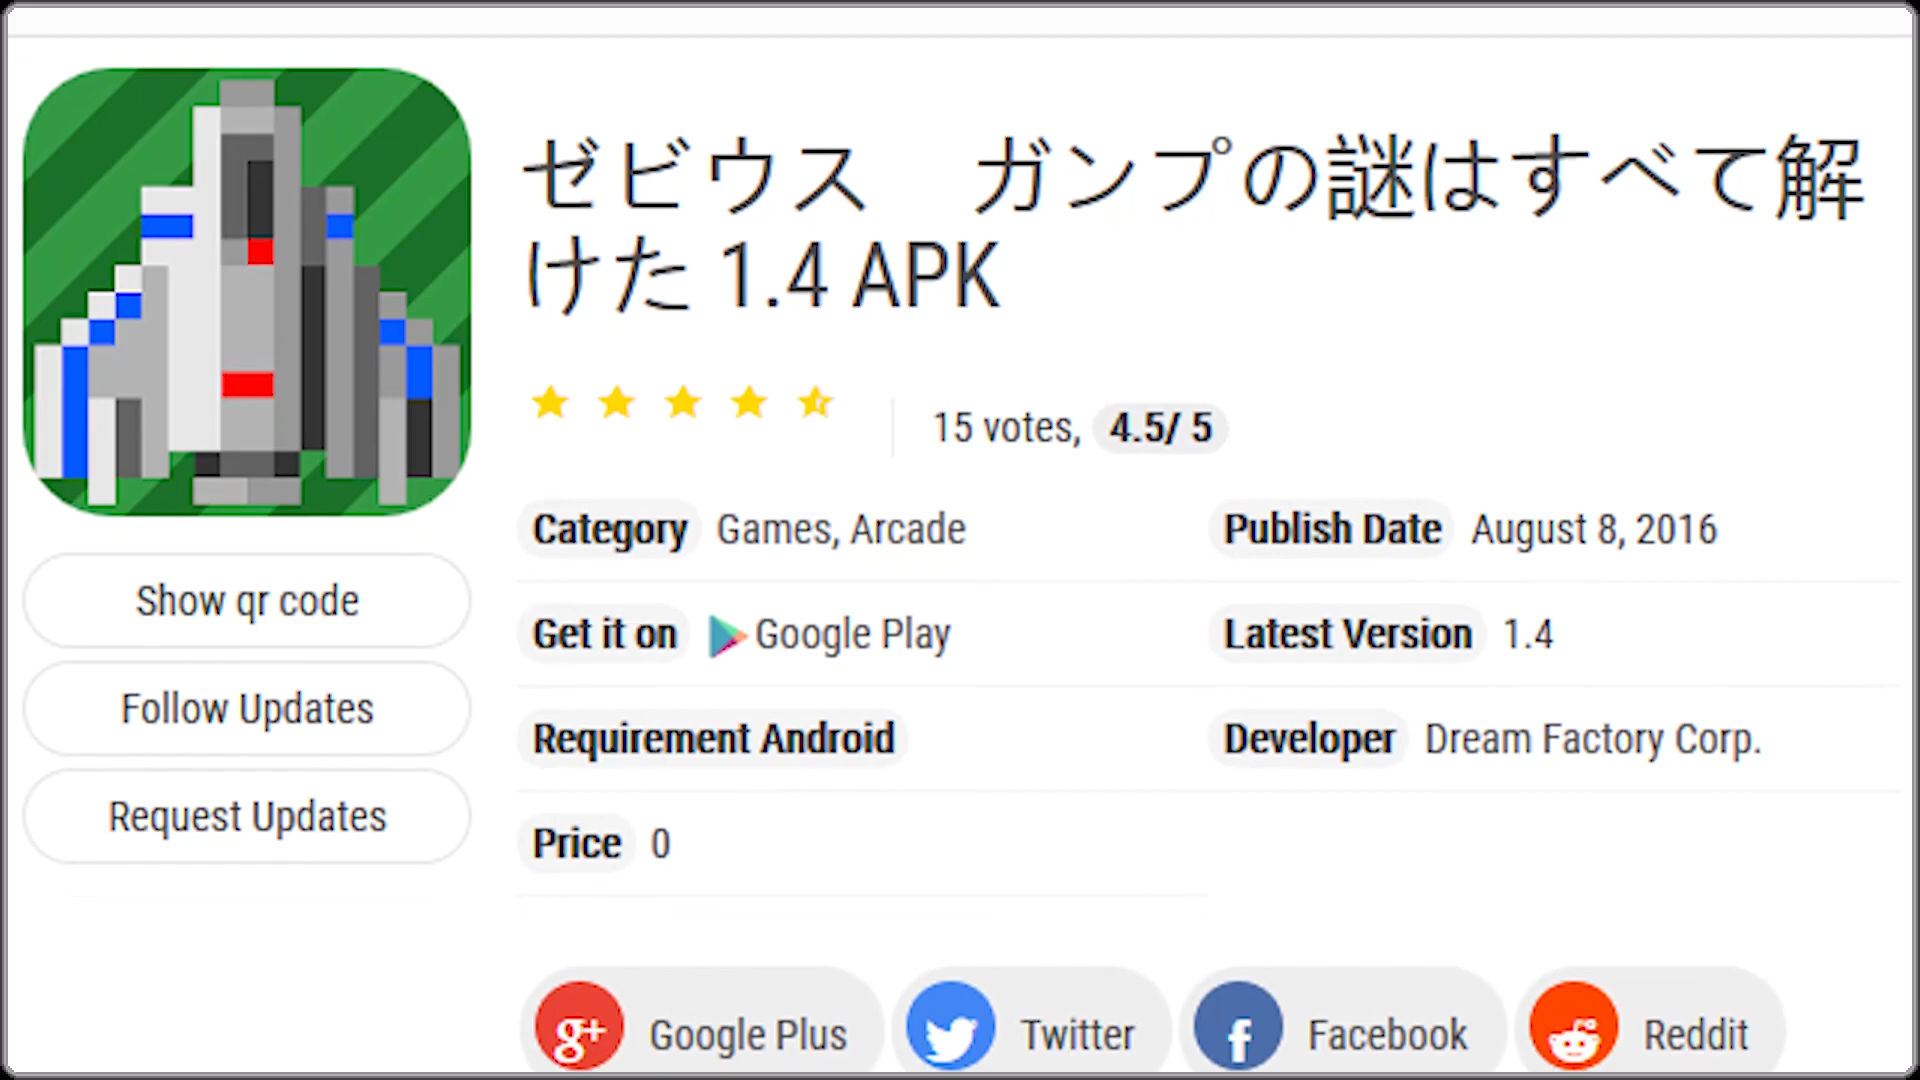 ゼビウス　ガンプの謎はすべて解
けた 1.4 APK
15 votes, 4.5/ 5
Category Games, Arcade
Publish Date August 8, 2016
Show qr code
Get it on Google Play
Latest Version 1.4
Follow Updates
Requirement Android
Developer Dream Factory Corp.
Request Updates
Price 0
g+ Google Plus
Twitter
f Facebook
Reddit